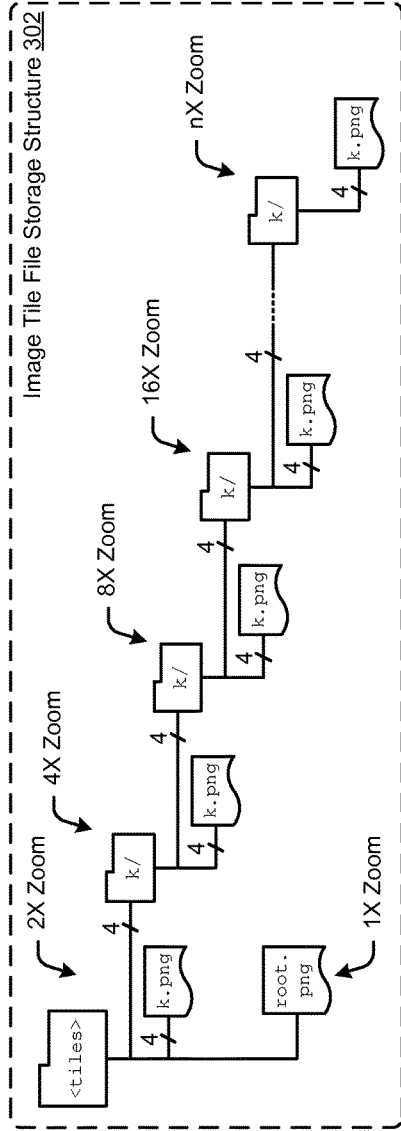 Image Tile File Storage Structure 302
<tiles>
2X Zoom
4
k.png
root.
png
1X Zoom
4
k/
4X Zoom
4
k.png
4
k/
8X Zoom
4
k.png
4
k/
16X Zoom
4
k.png
4
k/
nX Zoom
4
k.png